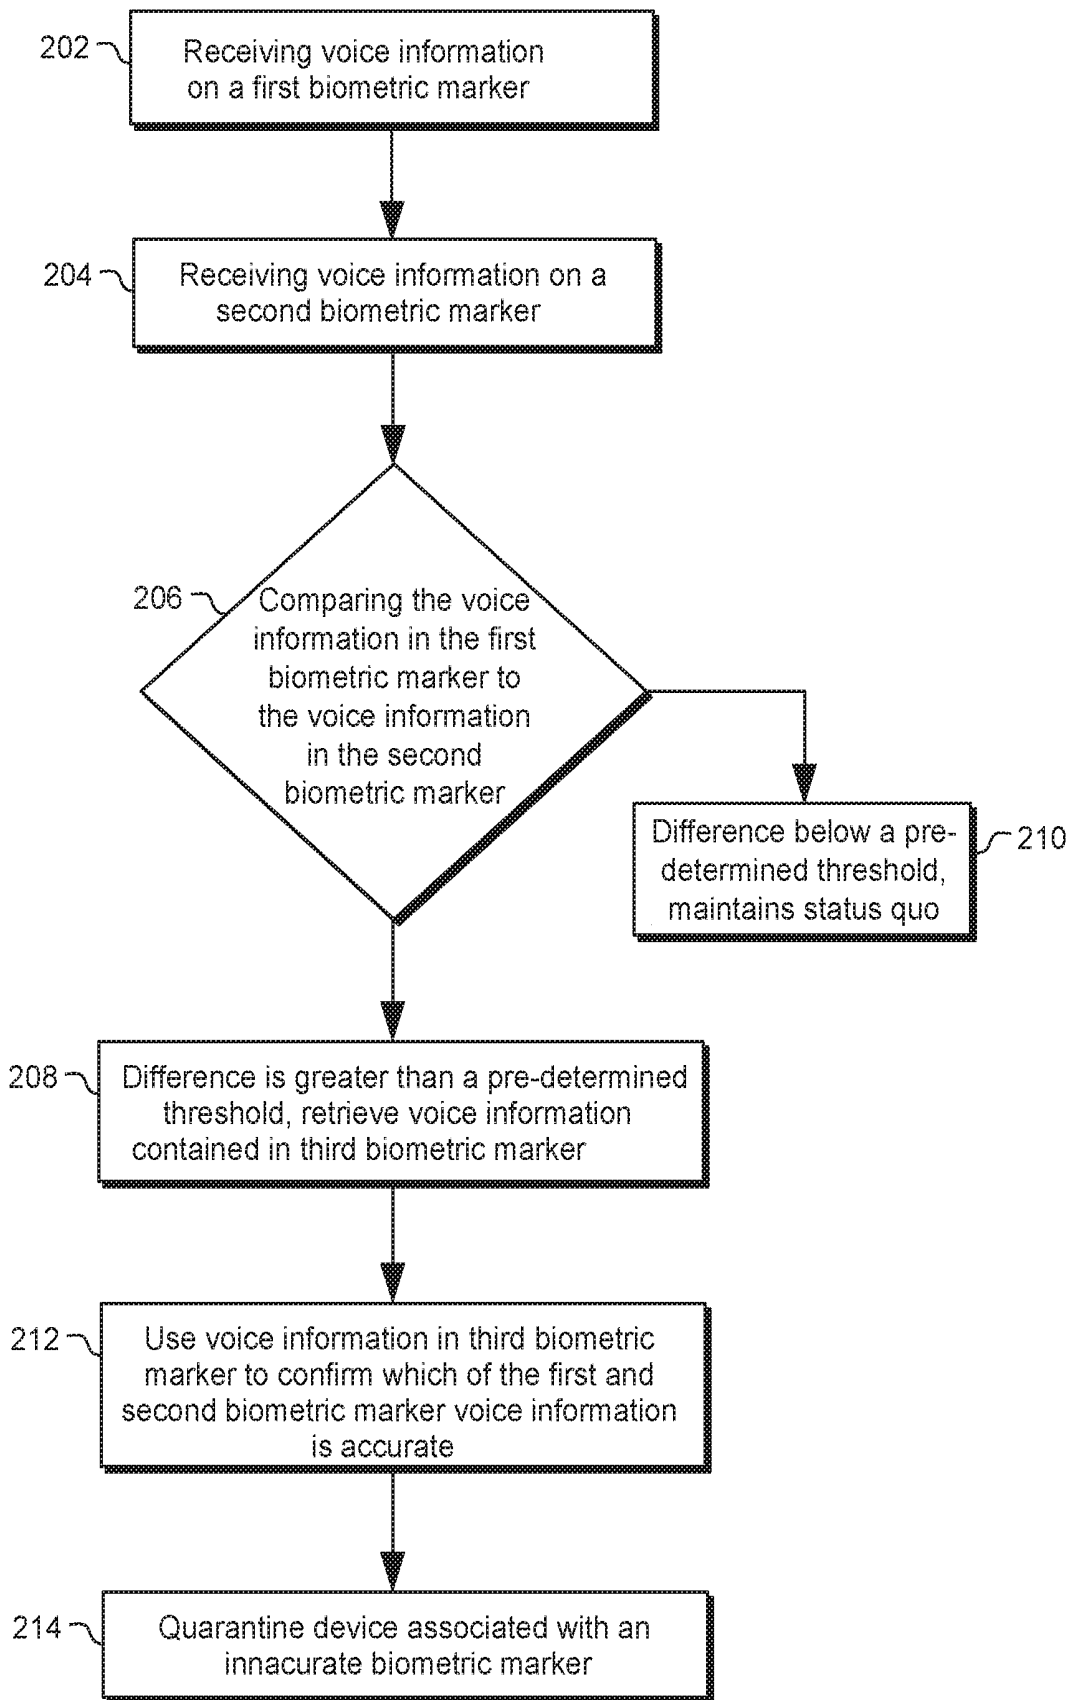 202
Receiving voice information
on a first biometric marker
204
Receiving voice information on a
second biometric marker
206
Comparing the voice
information in the first
biometric marker to
the voice information
in the second
biometric marker
Difference below a pre-
determined threshold,
maintains status quo
210
208
Difference is greater than a pre-determined
threshold, retrieve voice information
contained in third biometric marker
212
Use voice information in third biometric
marker to confirm which of the first and
second biometric marker voice information
is accurate
214
Quarantine device associated with an
innacurate biometric marker